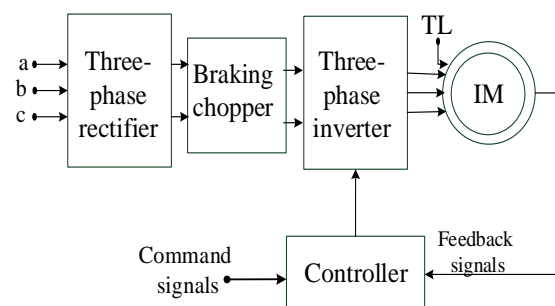 TL
a
b
c
Three-
phase
rectifier
Braking
chopper
Three-
phase
inverter
IM
Command
signals
Controller
Feedback
signals